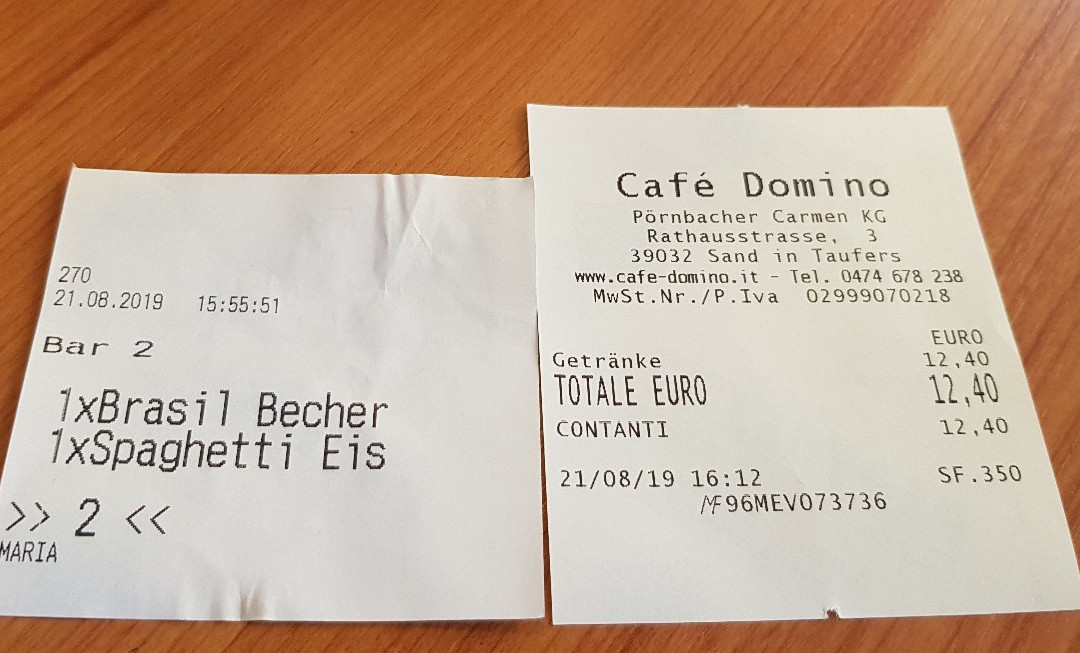 270
21.08.2019 15:55:51
Bar 2
1xBrasil Becher
1xSpaghetti Eis
>> 2 <<
MARIA
Café Domino
Pörnbacher Carmen KG
Rathausstrasse, 3
39032 Sand in Taufers
www.cafe-domino.it - Tel. 0474 678 238
MwSt.Nr./P.Iva 02999070218
EURO
Getränke 12,40
TOTALE EURO 12,40
CONTANTI 12,40
21/08/19 16:12 SF.350
MF96MEV073736